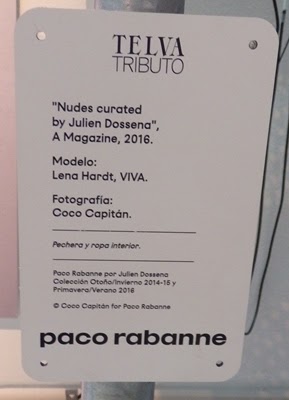 TELVA
TRIBUTO
"Nudes curated
by Julien Dossena",
A Magazine, 2016.
Modelo:
Lena Hardt, VIVA.
Fotografía:
Coco Capitán.
Pechera y ropa interior.
Paco Rabanne por Julien Dossena
Colección Otoño/Invierno 2014-15 y
Primavera/Verano 2016
© Coco Capitán for Paco Rabanne
paco rabanne